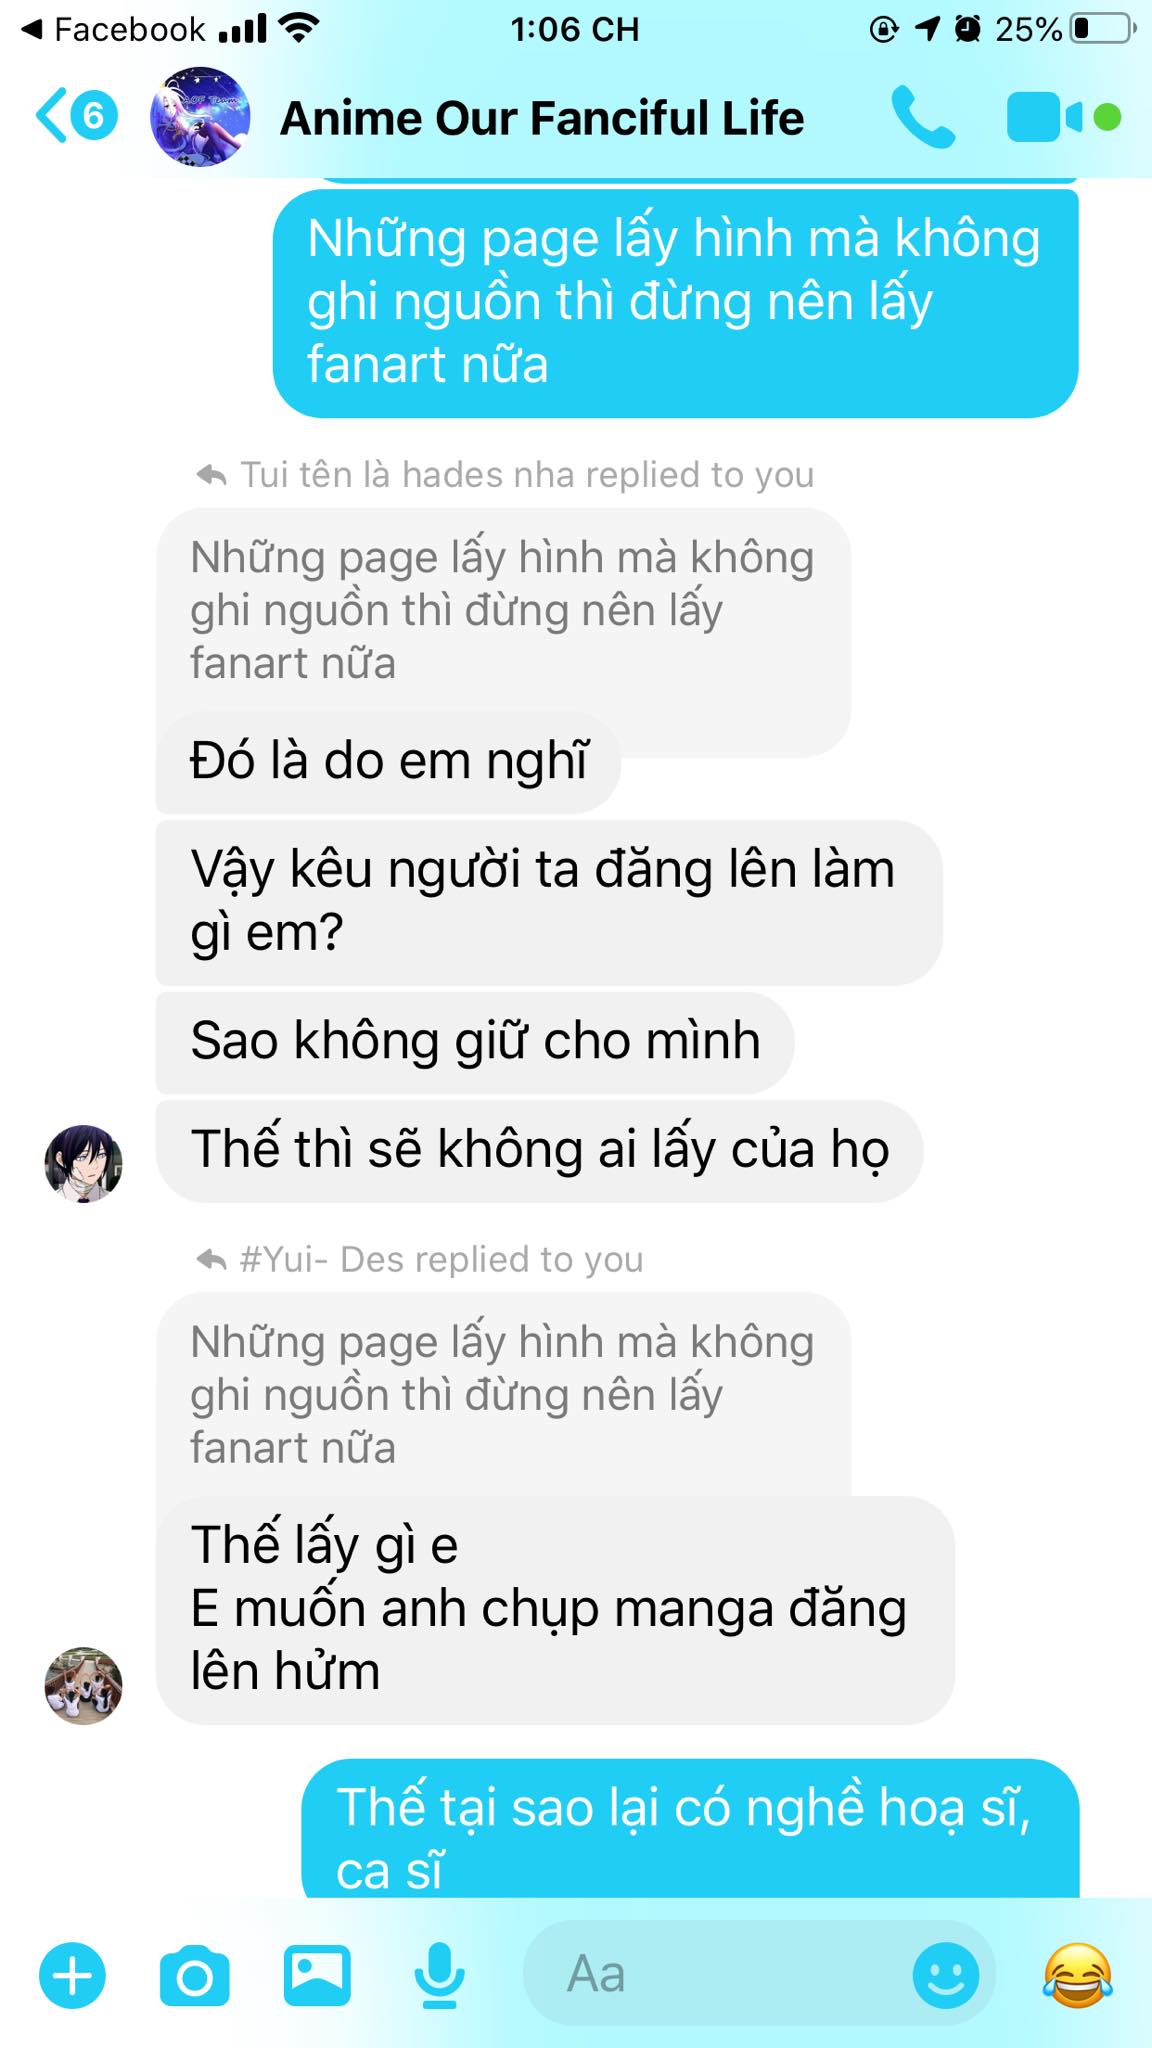 Facebook
1:06 CH
25%
6
AOF Team
Anime Our Fanciful Life
Những page lấy hình mà không
ghi nguồn thì đừng nên lấy
fanart nữa
Tui tên là hades nha replied to you
Những page lấy hình mà không
ghi nguồn thì đừng nên lấy
fanart nữa
Đó là do em nghĩ
Vậy kêu người ta đăng lên làm
gì em?
Sao không giữ cho mình
Thế thì sẽ không ai lấy của họ
#Yui- Des replied to you
Những page lấy hình mà không
ghi nguồn thì đừng nên lấy
fanart nữa
Thế lấy gì e
E muốn anh chụp manga đăng
lên hửm
Thế tại sao lại có nghề hoạ sĩ,
ca sĩ
Aa